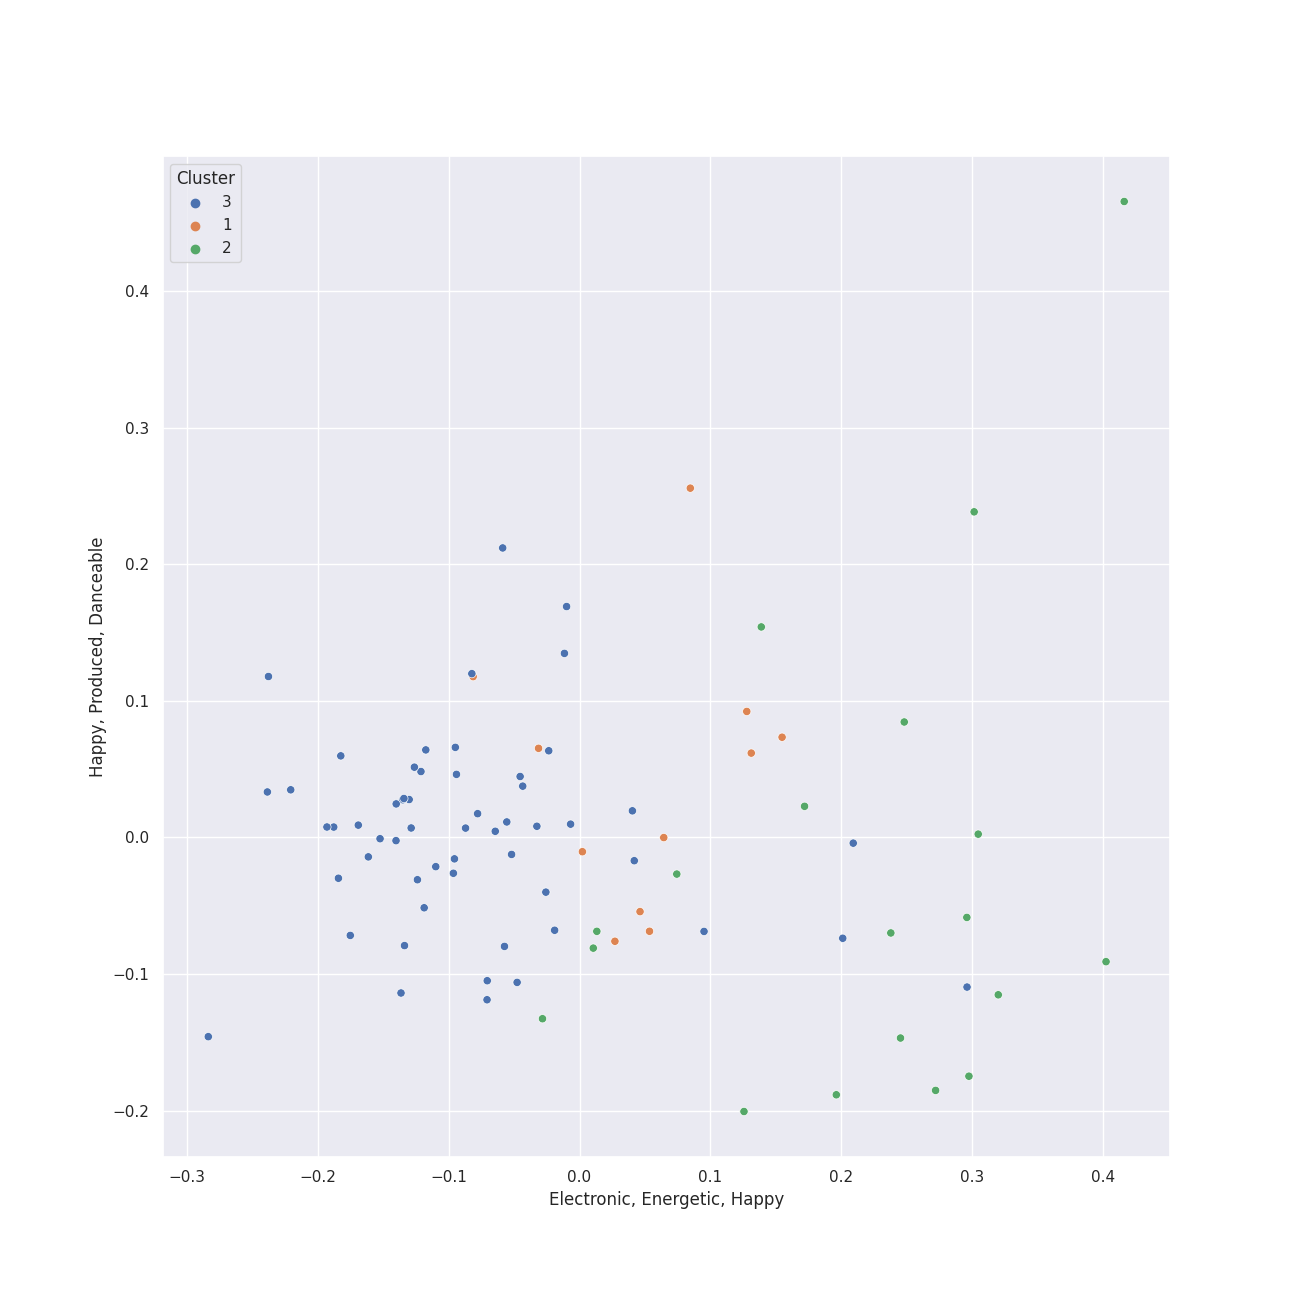 Cluster
3
1
2
0.4
0.3
0.2
0.1
0.0
−0.1
−0.2
Happy, Produced, Danceable
−0.3 −0.2 −0.1 0.0 0.1 0.2 0.3 0.4
Electronic, Energetic, Happy